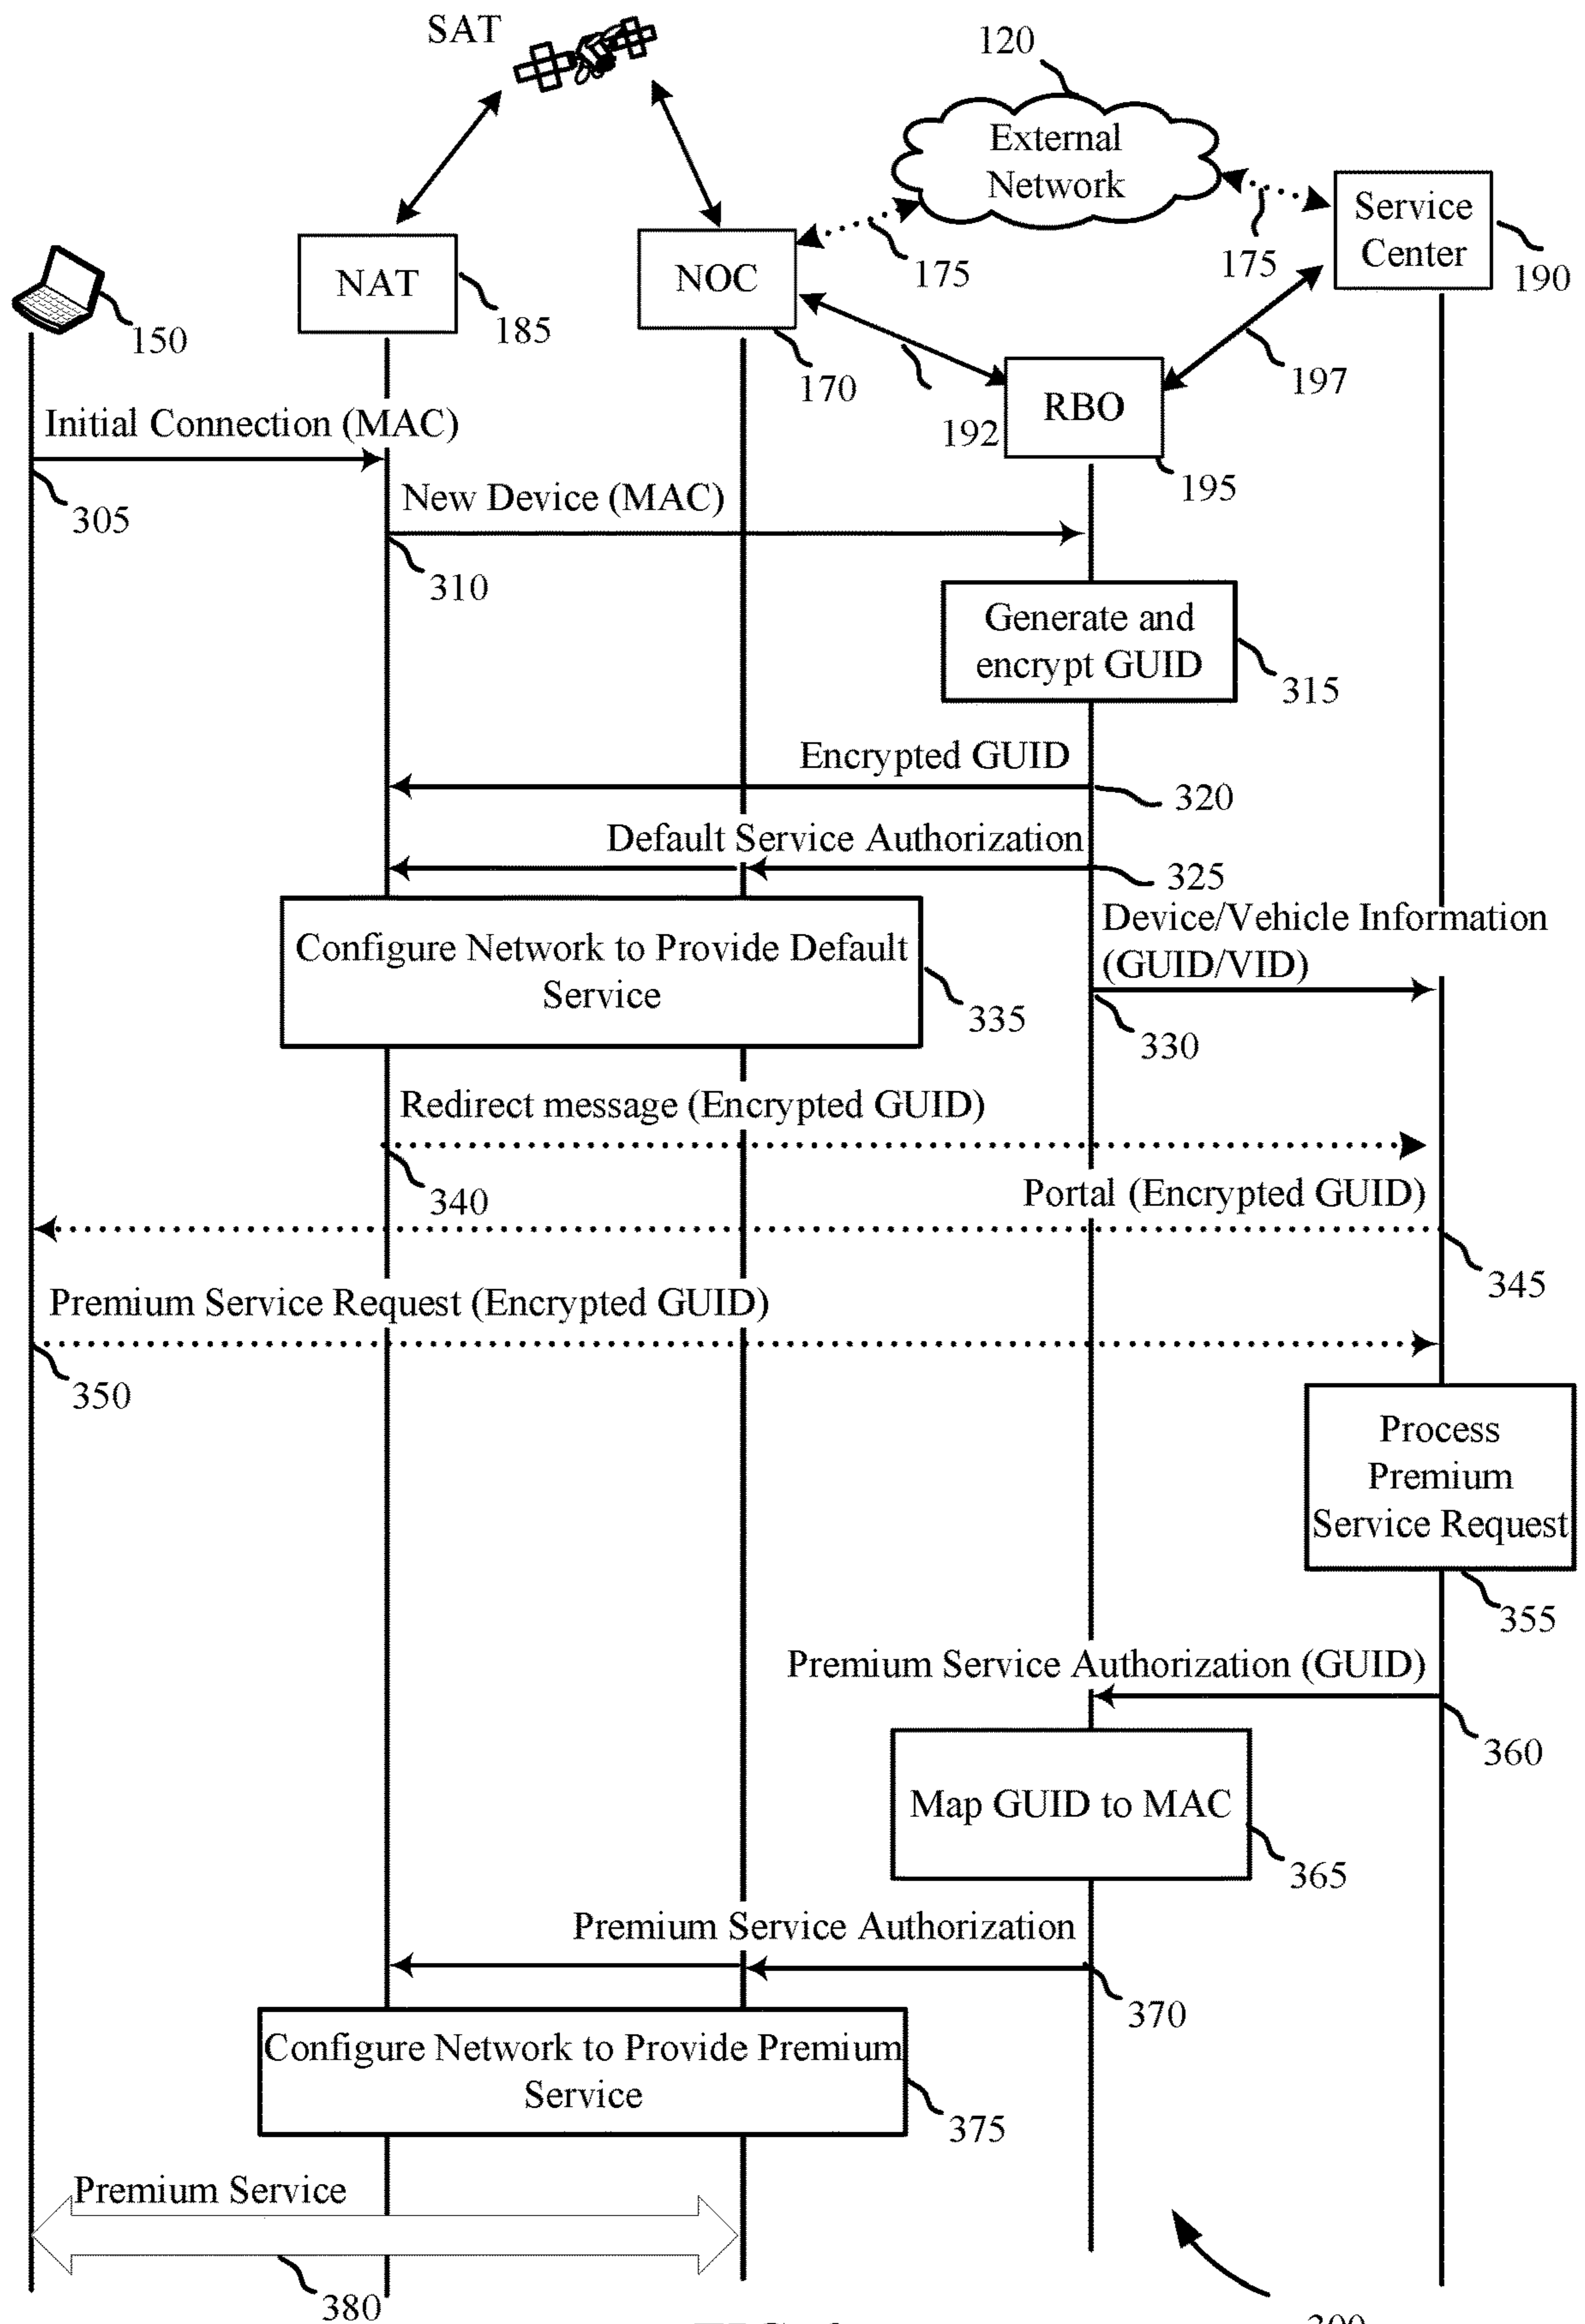 SAT
120
External
Network
Service
Center
190
175
175
NAT
185
NOC
170
150
192
197
RBO
195
Initial Connection (MAC)
305
New Device (MAC)
310
Generate and
encrypt GUID
315
Encrypted GUID
320
Default Service Authorization
325
Device/Vehicle Information
(GUID/VID)
330
Configure Network to Provide Default
Service
335
Redirect message (Encrypted GUID)
340
Portal (Encrypted GUID)
345
Premium Service Request (Encrypted GUID)
350
Process
Premium
Service Request
355
Premium Service Authorization (GUID)
360
Map GUID to MAC
365
Premium Service Authorization
370
Configure Network to Provide Premium
Service
375
Premium Service
380